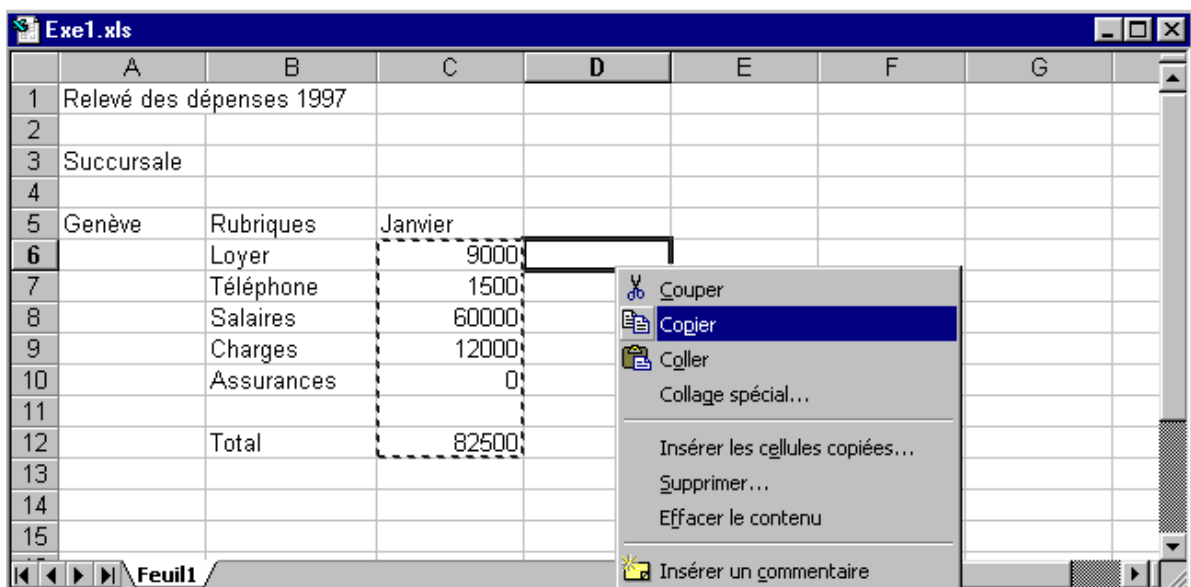 Exe1.xls
A B C D E F G
1 Relevé des dépenses 1997
2
3 Succursale
4
5 Genève Rubriques Janvier
6 Loyer 9000
7 Téléphone 1500
8 Salaires 60000
9 Charges 12000
10 Assurances 0
11
12 Total 82500
13
14
15
Couper
Copier
Coller
Collage spécial...
Insérer les cellules copiées...
Supprimer...
Effacer le contenu
Insérer un commentaire
Feuil1